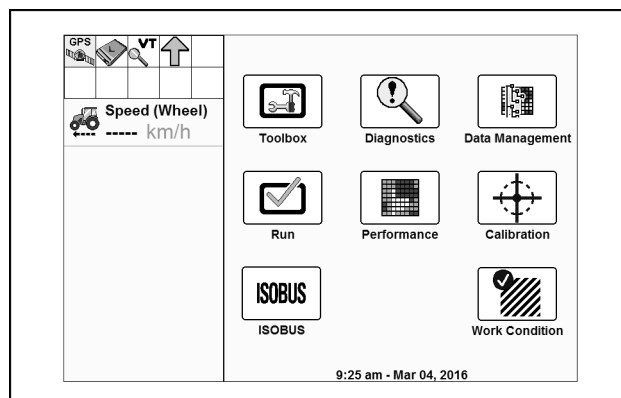 GPS
VT
Speed (Wheel)
----- km/h
Toolbox
Diagnostics
Data Management
Run
Performance
Calibration
ISOBUS
ISOBUS
Work Condition
9:25 am - Mar 04, 2016